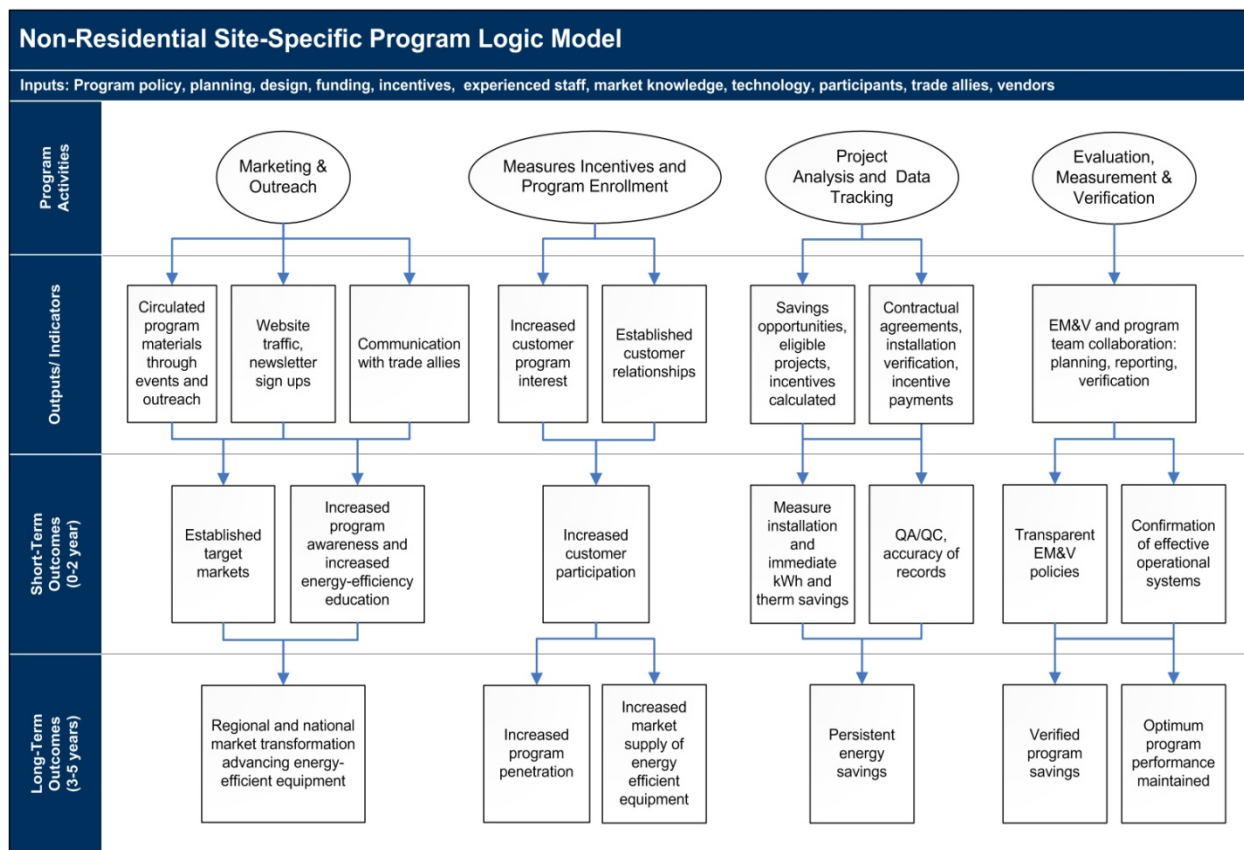 Non-Residential Site-Specific Program Logic Model
Inputs: Program policy, planning, design, funding, incentives, experienced staff, market knowledge, technology, participants, trade allies, vendors
Program
Activities
Marketing &
Outreach
Measures Incentives and
Program Enrollment
Project
Analysis and Data
Tracking
Evaluation,
Measurement &
Verification
Outputs/ Indicators
Circulated
program
materials
through
events and
outreach
Website
traffic,
newsletter
sign ups
Communication
with trade allies
Increased
customer
program
interest
Established
customer
relationships
Savings
opportunities,
eligible
projects,
incentives
calculated
Contractual
agreements,
installation
verification,
incentive
payments
EM&V and program
team collaboration:
planning, reporting,
verification
Short-Term
Outcomes
(0-2 year)
Established
target
markets
Increased
program
awareness and
increased
energy-efficiency
education
Increased
customer
participation
Measure
installation
and
immediate
kWh and
therm savings
QA/QC,
accuracy of
records
Transparent
EM&V
policies
Confirmation
of effective
operational
systems
Long-Term
Outcomes
(3-5 years)
Regional and national
market transformation
advancing energy-
efficient equipment
Increased
program
penetration
Increased
market
supply of
energy
efficient
equipment
Persistent
energy
savings
Verified
program
savings
Optimum
program
performance
maintained